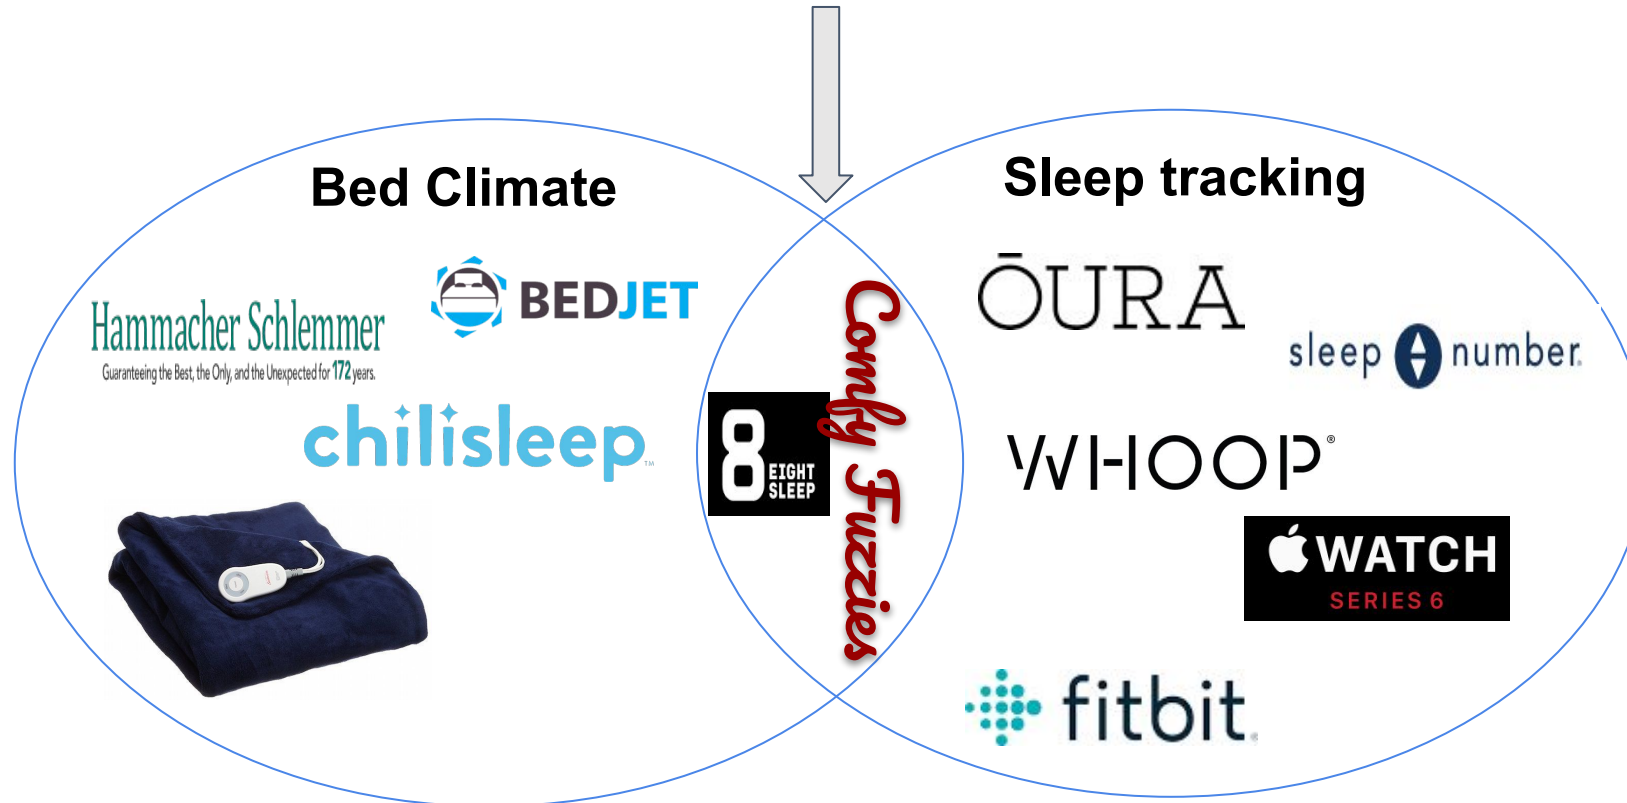 Bed Climate
Sleep tracking
Hammacher Schlemmer
Guaranteeing the Best, the Only, and the Unexpected for 172 years.
BEDJET
chilisleep™
8
EIGHT
SLEEP
Comfy Fuzzies
ŌURA
sleep number.
WHOOP®
WATCH
SERIES 6
fitbit®